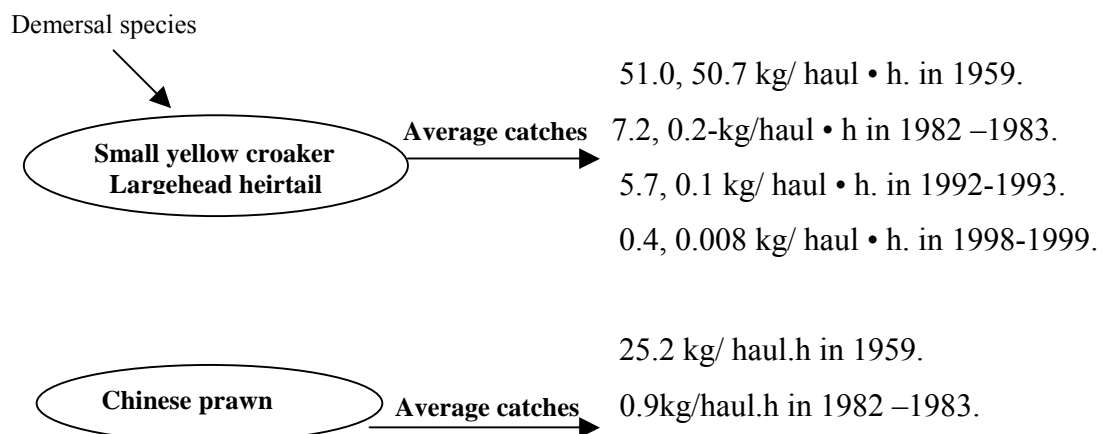 Demersal species
Small yellow croaker
Largehead heirtail
Average catches
51.0, 50.7 kg/ haul • h. in 1959.
7.2, 0.2-kg/haul • h in 1982 –1983.
5.7, 0.1 kg/ haul • h. in 1992-1993.
0.4, 0.008 kg/ haul • h. in 1998-1999.
Chinese prawn
Average catches
25.2 kg/ haul.h in 1959.
0.9kg/haul.h in 1982 –1983.